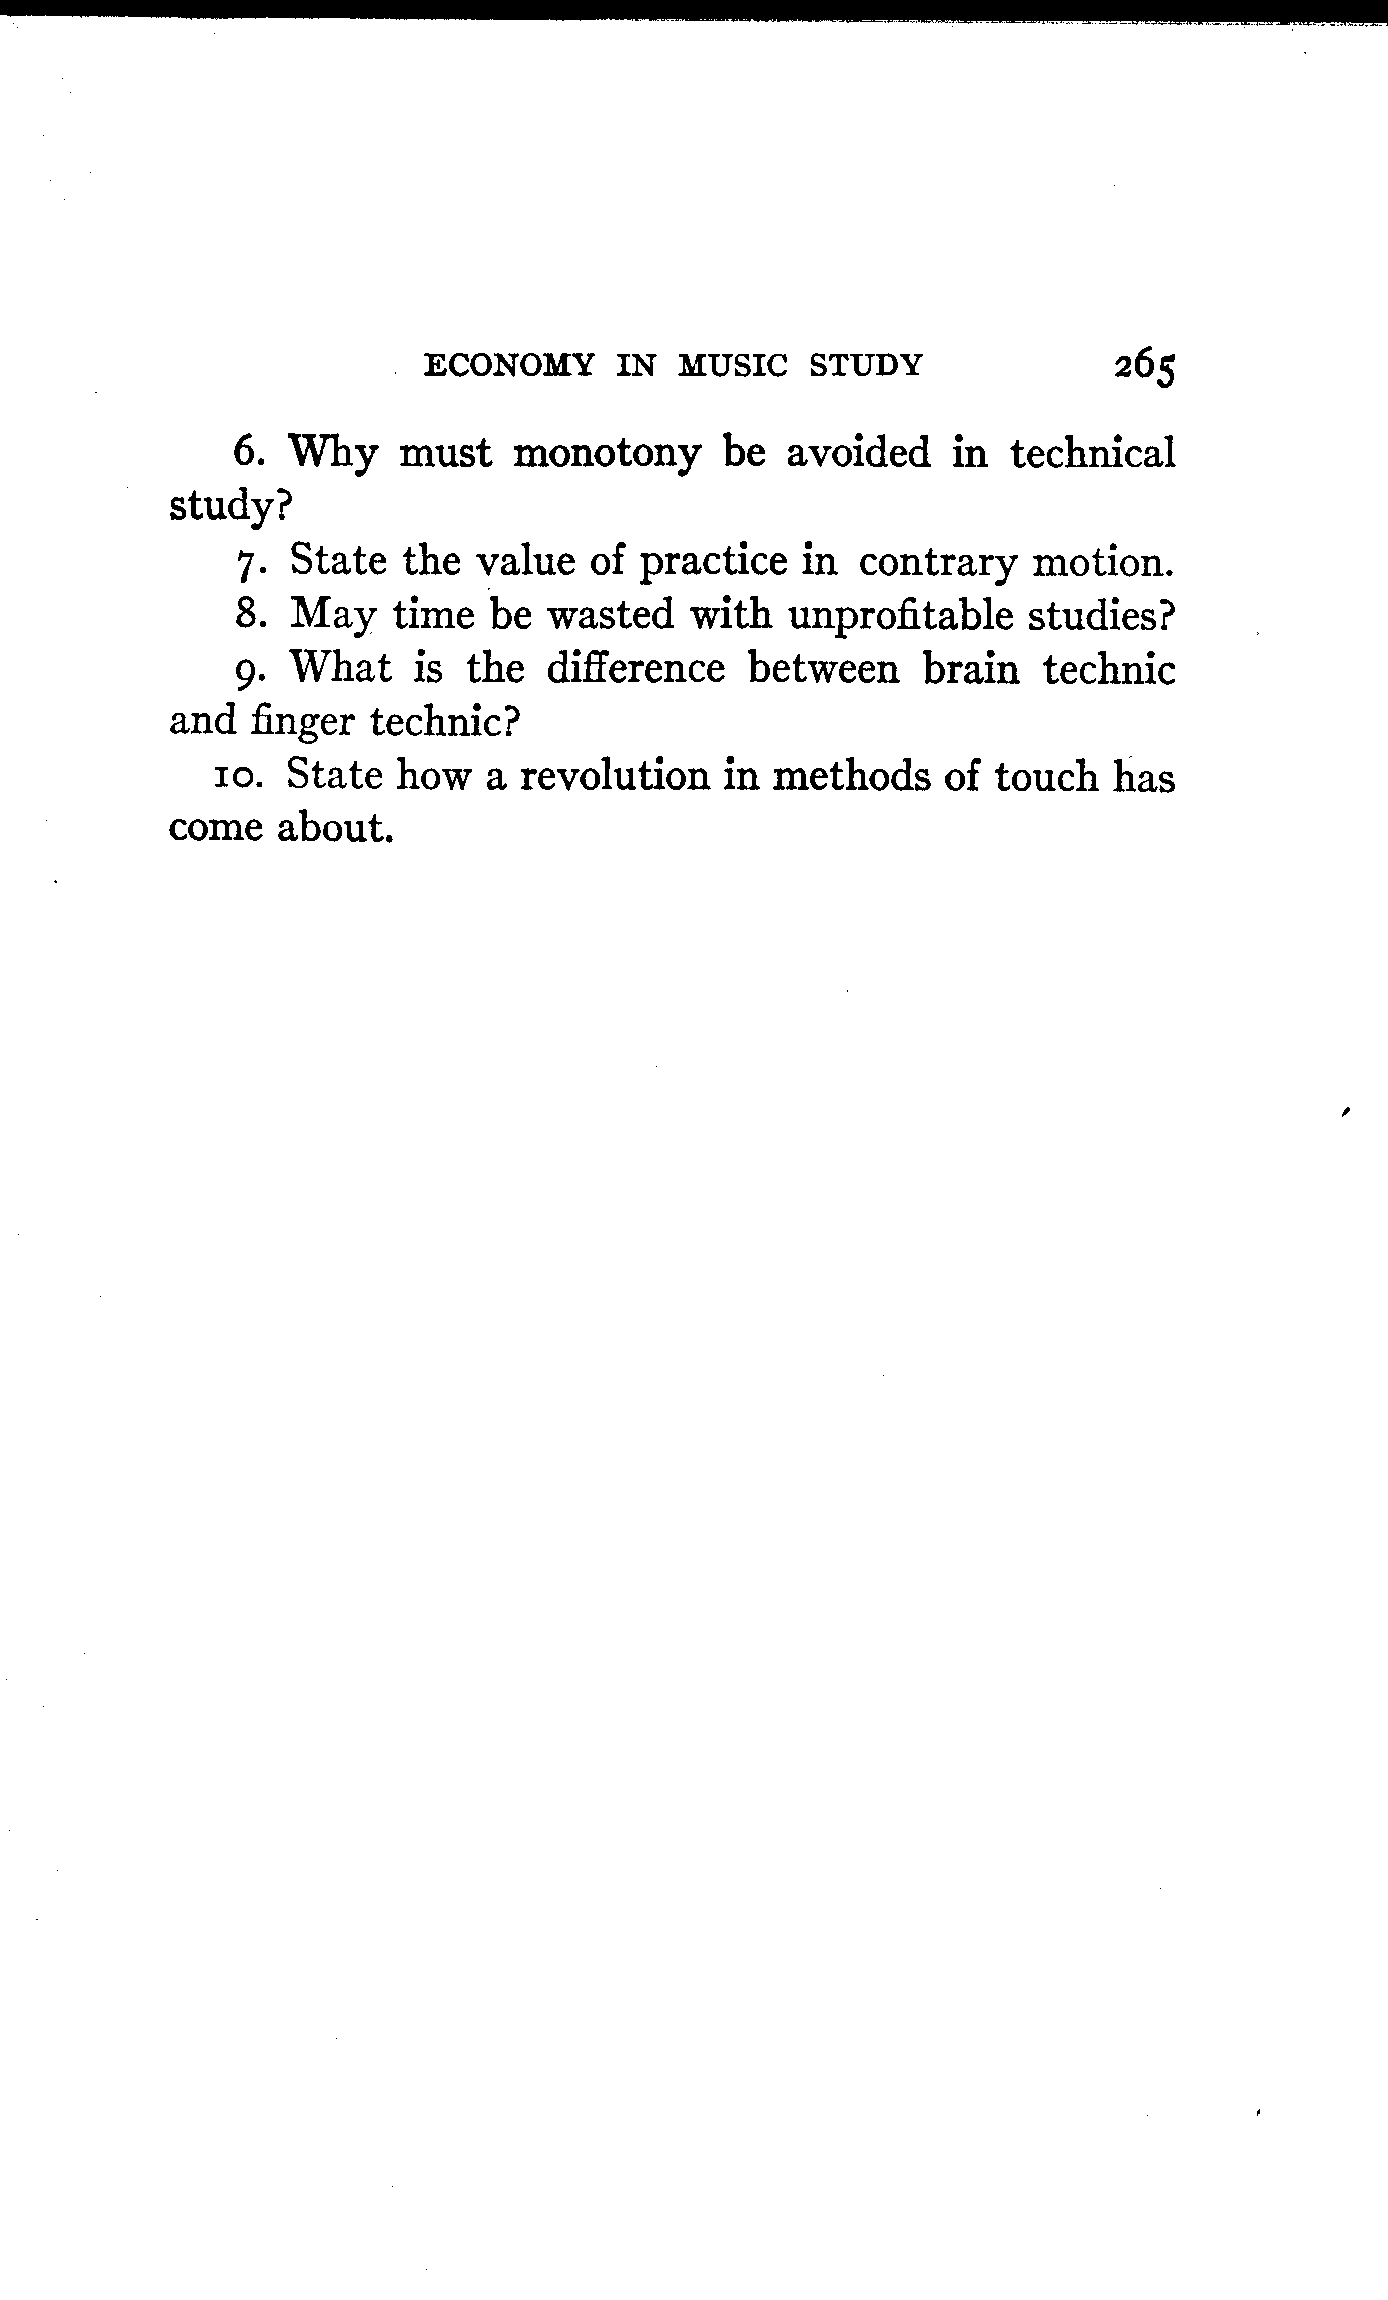 ECONOMY IN MUSIC STUDY 265
6. Why must monotony be avoided in technical
study?
7. State the value of practice in contrary motion.
8. May time be wasted with unprofitable studies?
9. What is the difference between brain technic
and finger technic?
10. State how a revolution in methods of touch has
come about.